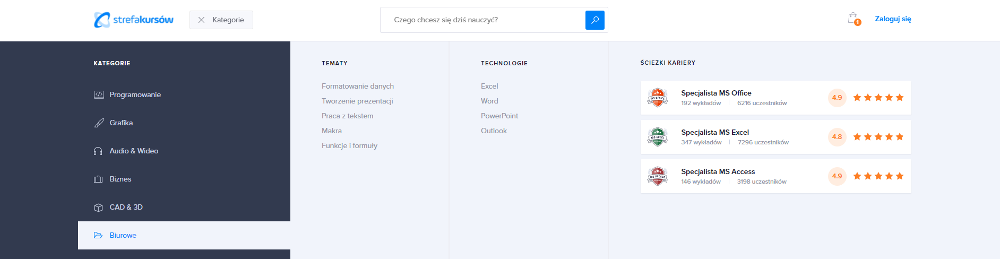 strefakursów
Kategorie
Czego chcesz się dziś nauczyć?
1
Zaloguj się
KATEGORIE
Programowanie
Grafika
Audio & Wideo
Biznes
CAD & 3D
Biurowe
TEMATY
Formatowanie danych
Tworzenie prezentacji
Praca z tekstem
Makra
Funkcje i formuły
TECHNOLOGIE
Excel
Word
PowerPoint
Outlook
ŚCIEŻKI KARIERY
MS OFFICE
Specjalista MS Office
192 wykładów
6216 uczestników
4.9
MS EXCEL
Specjalista MS Excel
347 wykładów
7296 uczestników
4.8
MS ACCESS
Specjalista MS Access
146 wykładów
3198 uczestników
4.9